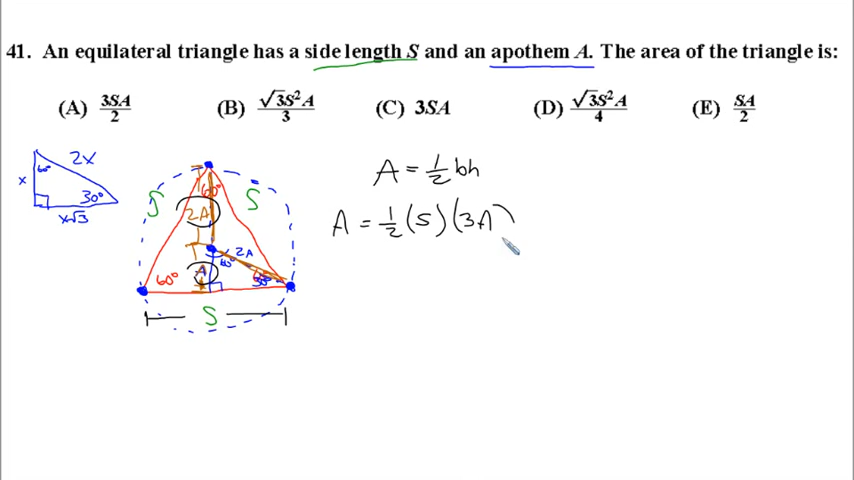 41. An equilateral triangle has a side length S and an apothem A. The area of the triangle is:
(A) 3SA/2 (B) √3S²A/3 (C) 3SA (D) √3S²A/4 (E) SA/2
60° 2x
x 30°
x√3
60°
S S
2A
2A
60° A 60° 30°
S
A = 1/2 bh
A = 1/2 (S)(3A)